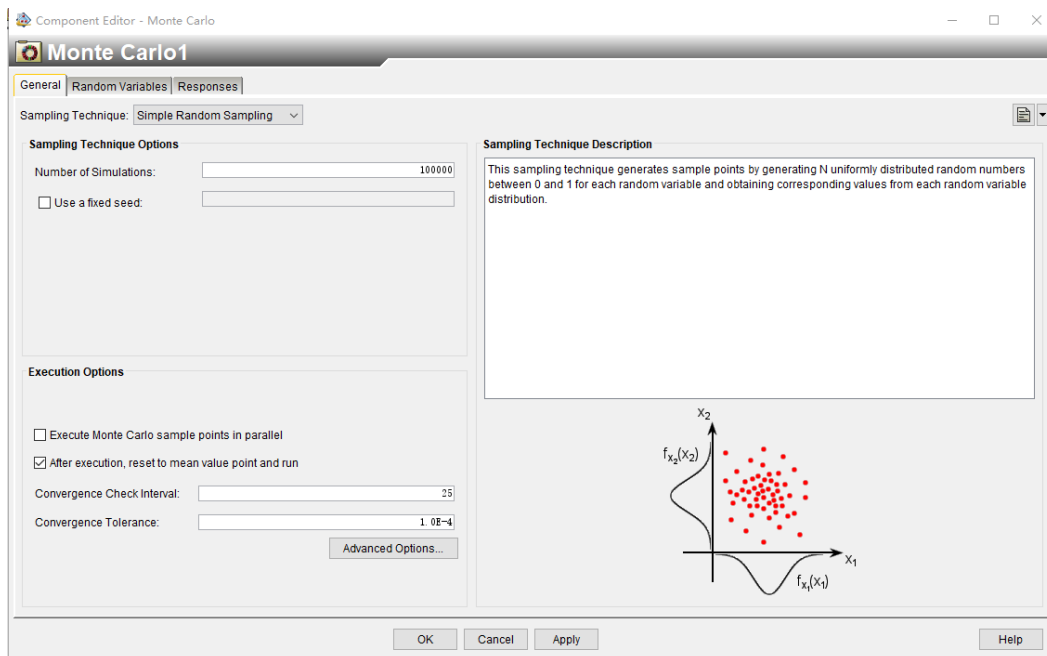 Component Editor - Monte Carlo
Monte Carlo1
General Random Variables Responses
Sampling Technique: Simple Random Sampling
Sampling Technique Options
Number of Simulations: 100000
Use a fixed seed:
Execution Options
Execute Monte Carlo sample points in parallel
After execution, reset to mean value point and run
Convergence Check Interval: 25
Convergence Tolerance: 1.0E-4
Advanced Options...
Sampling Technique Description
This sampling technique generates sample points by generating N uniformly distributed random numbers
between 0 and 1 for each random variable and obtaining corresponding values from each random variable
distribution.
X₂
fₓ₂(X₂)
X₁
fₓ₁(X₁)
OK Cancel Apply Help